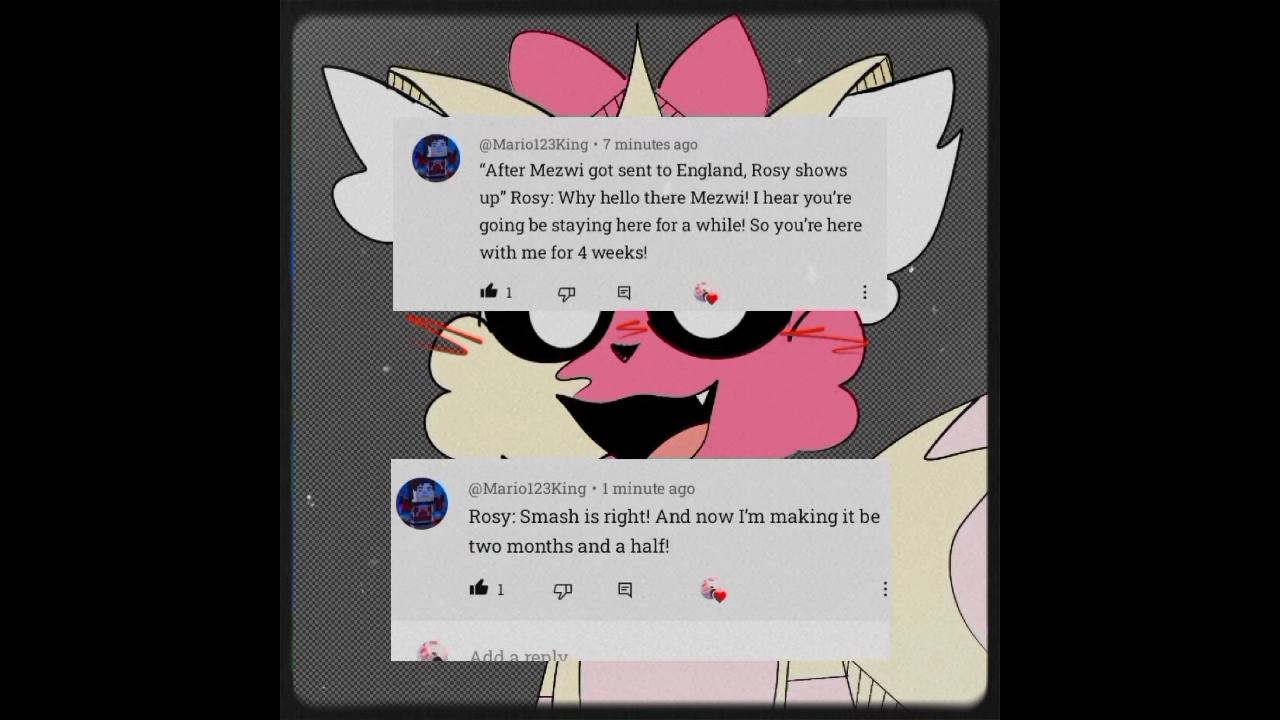 @Mario123King • 7 minutes ago
“After Mezwi got sent to England, Rosy shows
up” Rosy: Why hello there Mezwi! I hear you’re
going be staying here for a while! So you’re here
with me for 4 weeks!
1
@Mario123King • 1 minute ago
Rosy: Smash is right! And now I’m making it be
two months and a half!
1
Add a reply